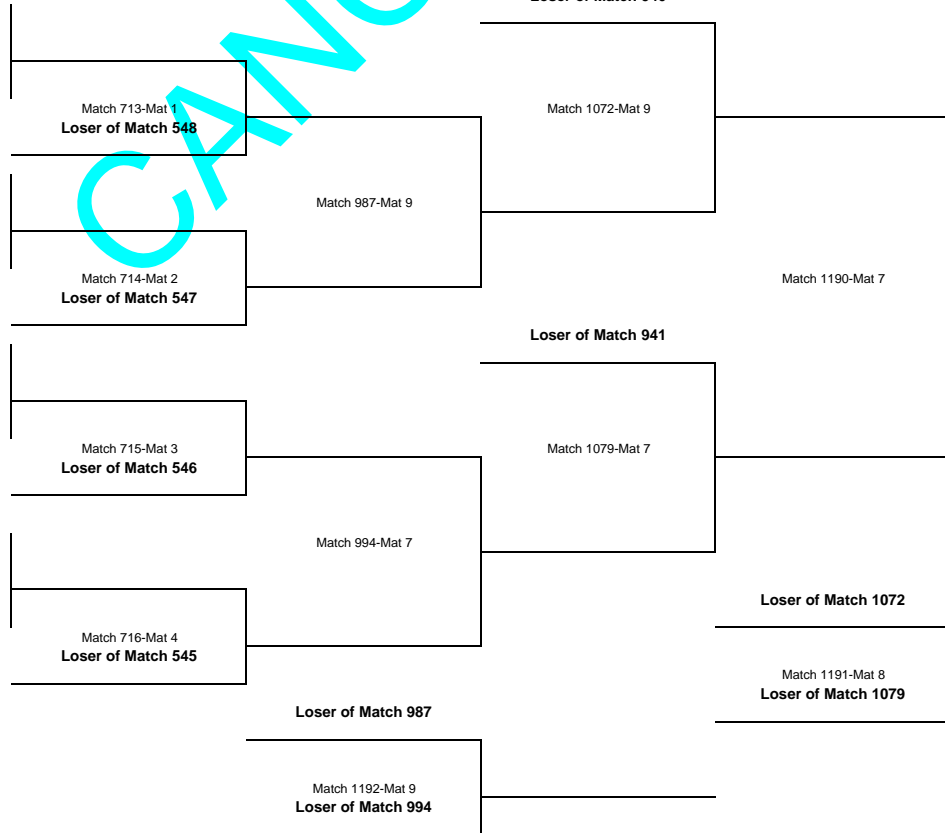 Loser of Match
Match 713-Mat 1
Loser of Match 548
Match 1072-Mat 9
Match 987-Mat 9
Match 714-Mat 2
Loser of Match 547
Match 1190-Mat 7
Loser of Match 941
Match 715-Mat 3
Loser of Match 546
Match 1079-Mat 7
Match 994-Mat 7
Loser of Match 1072
Match 716-Mat 4
Loser of Match 545
Match 1191-Mat 8
Loser of Match 1079
Loser of Match 987
Match 1192-Mat 9
Loser of Match 994